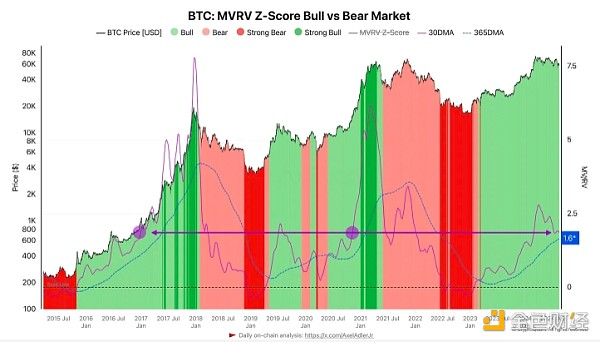 BTC: MVRV Z-Score Bull vs Bear Market
BTC Price [USD] Bull Bear Strong Bear Strong Bull MVRV Z-Score 30DMA 365DMA
80K
60K
40K
20K
10K
8K
6K
4K
2K
1K
800
600
400
200
100
Price ($)
7.5
5
2.5
1.6*
0
MVRV
2015 Jul
2016 Jan
2016 Jul
2017 Jan
2017 Jul
2018 Jan
2018 Jul
2019 Jan
2019 Jul
2020 Jan
2020 Jul
2021 Jan
2021 Jul
2022 Jan
2022 Jul
2023 Jan
Daily on-chain analysis: https://x.com/AxelAdlerJr
金色财经